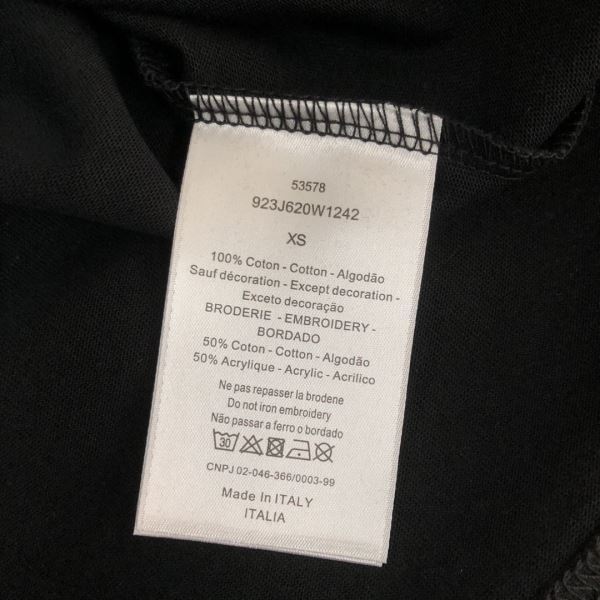 53578
923J620W1242
XS
100% Coton - Cotton - Algodão
Sauf décoration - Except decoration -
Exceto decoração
BRODERIE - EMBROIDERY -
BORDADO
50% Coton - Cotton - Algodão
50% Acrylique - Acrylic - Acrilico
Ne pas repasser la brodene
Do not iron embroidery
Não passar a ferro o bordado
30
CNPJ 02-046-366/0003-99
Made In ITALY
ITALIA